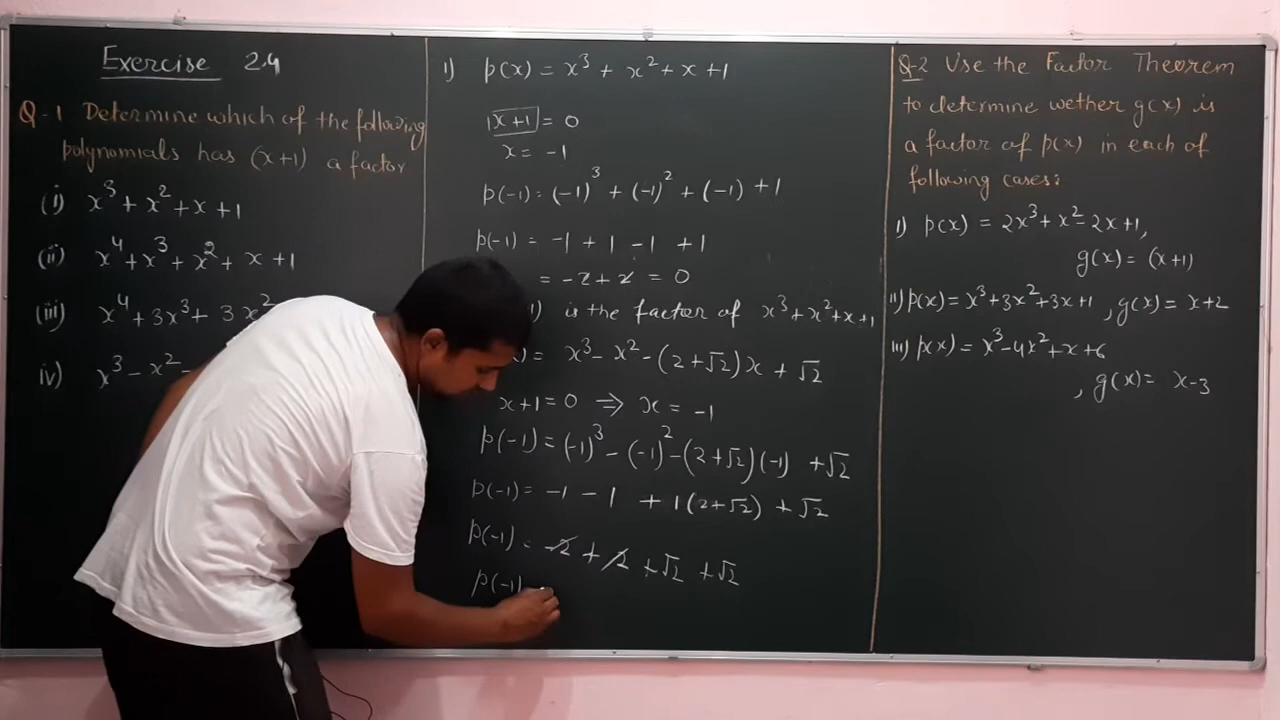 Exercise 2.4
Q-1 Determine which of the following
polynomials has (x+1) a factor
(i) x³ + x² + x + 1
(ii) x⁴ + x³ + x² + x + 1
(iii) x⁴ + 3x³ + 3x²
iv) x³ - x² -
1) p(x) = x³ + x² + x + 1
x+1 = 0
x = -1
p(-1) = (-1)³ + (-1)² + (-1) + 1
p(-1) = -1 + 1 - 1 + 1
= -2 + 2 = 0
1) is the factor of x³+x²+x+1
= x³ - x² - (2+√2)x + √2
x+1=0 ⇒ x = -1
p(-1) = (-1)³ - (-1)² - (2+√2)(-1) + √2
p(-1) = -1 - 1 + 1(2+√2) + √2
p(-1) = -2 + 2 + √2 + √2
p(-1)
Q-2 Use the Factor Theorem
to determine wether g(x) is
a factor of p(x) in each of
following cases:
i) p(x) = 2x³ + x² - 2x + 1,
g(x) = (x+1)
ii) p(x) = x³+3x²+3x+1 , g(x) = x+2
iii) p(x) = x³-4x²+x+6
, g(x) = x-3